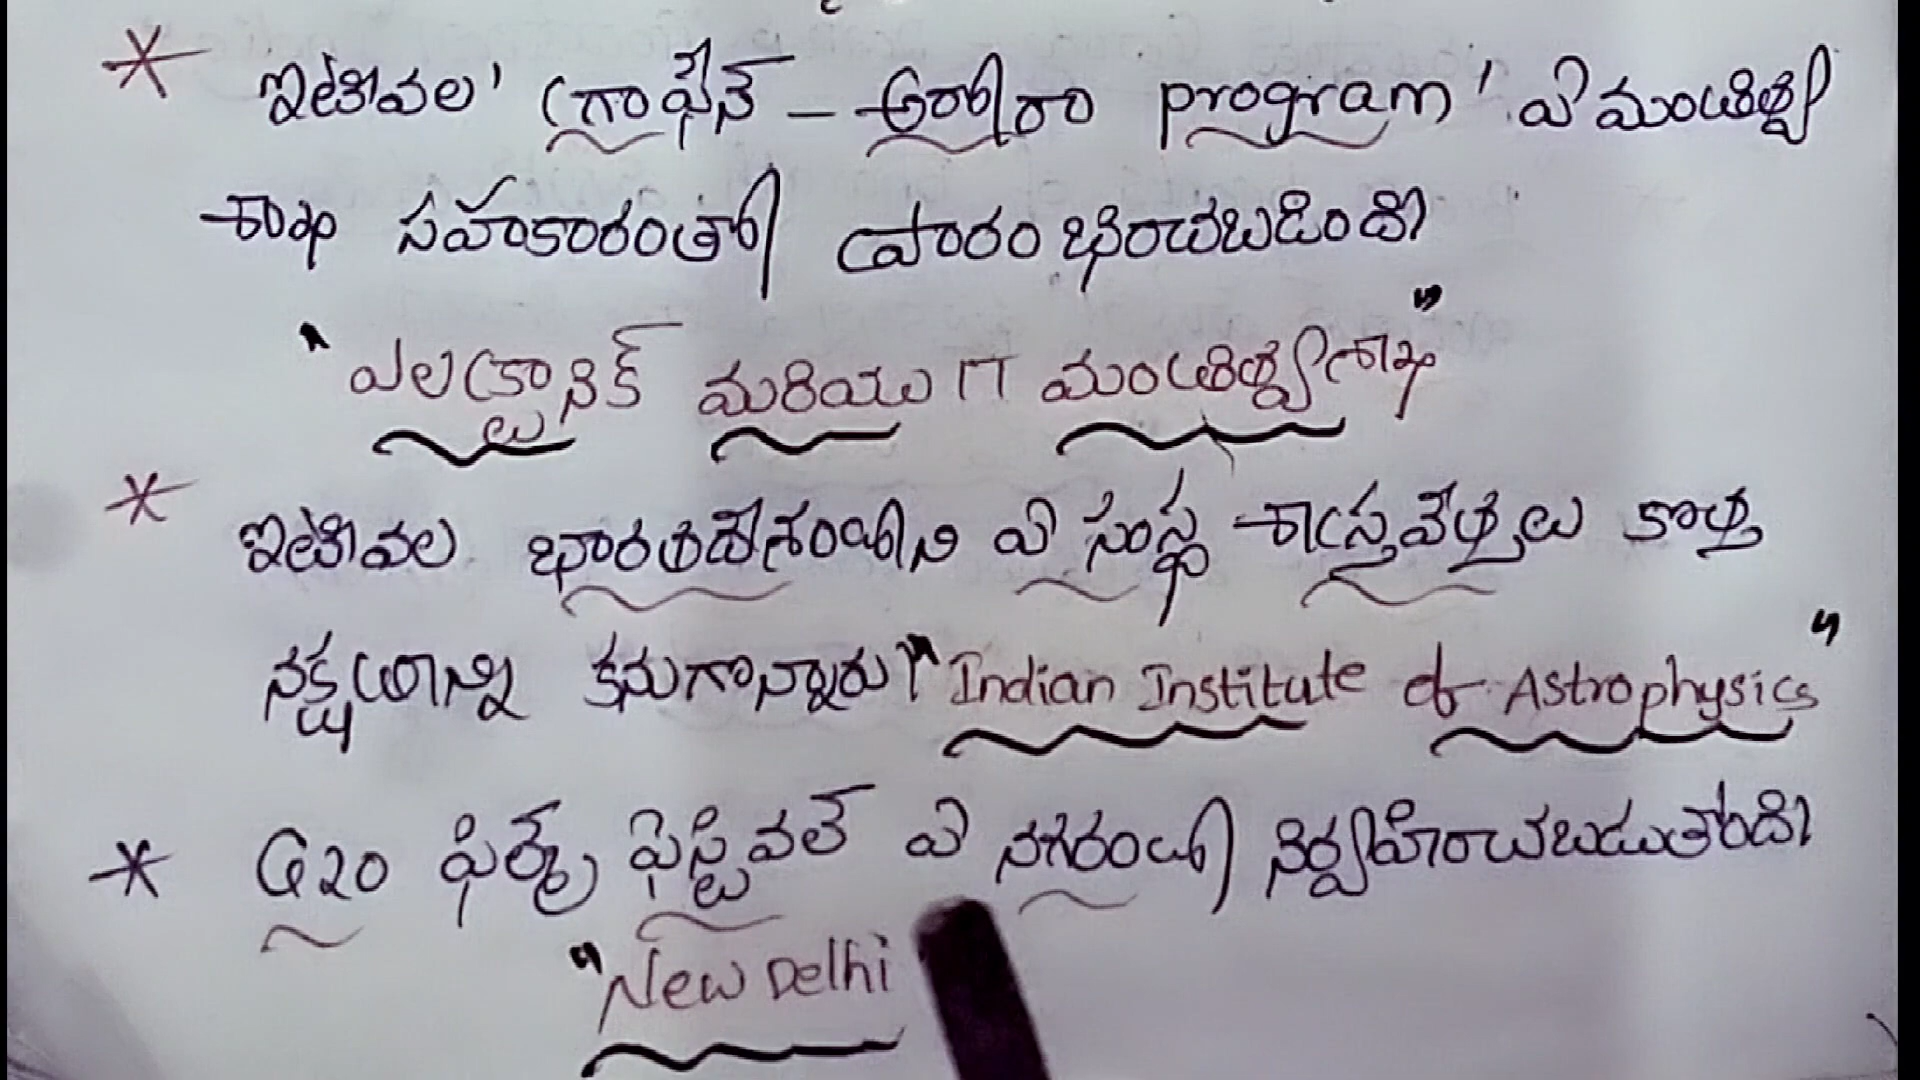 * ఇటీవల 'గ్రాఫేన్ - అరోరా program' ఏ మంత్రిత్వ
శాఖ సహకారంతో ప్రారంభించబడింది
"ఎలక్ట్రానిక్ మరియు IT మంత్రిత్వశాఖ"
* ఇటీవల భారతదేశంలోని ఏ సంస్థ శాస్త్రవేత్తలు కొత్త
నక్షత్రాన్ని కనుగొన్నారు? "Indian Institute of Astrophysics"
* G20 ఫిల్మ్ ఫెస్టివల్ ఏ నగరంలో నిర్వహించబడుతోంది?
"New Delhi